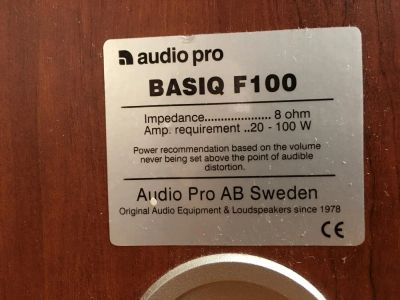 audio pro
BASIQ F100
Impedance.................... 8 ohm
Amp. requirement ..20 - 100 W
Power recommendation based on the volume
never being set above the point of audible
distortion.
Audio Pro AB Sweden
Original Audio Equipment & Loudspeakers since 1978
CE